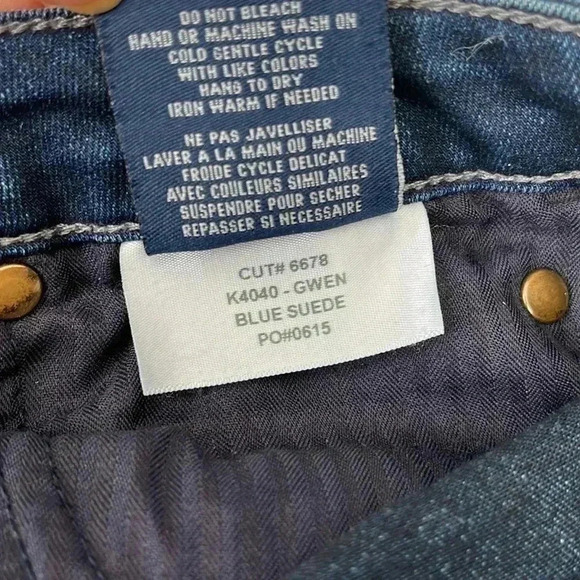 DO NOT BLEACH
HAND OR MACHINE WASH ON
COLD GENTLE CYCLE
WITH LIKE COLORS
HANG TO DRY
IRON WARM IF NEEDED
NE PAS JAVELLISER
LAVER A LA MAIN OU MACHINE
FROIDE CYCLE DELICAT
AVEC COULEURS SIMILAIRES
SUSPENDRE POUR SECHER
REPASSER SI NECESSAIRE
CUT# 6678
K4040 - GWEN
BLUE SUEDE
PO#0615